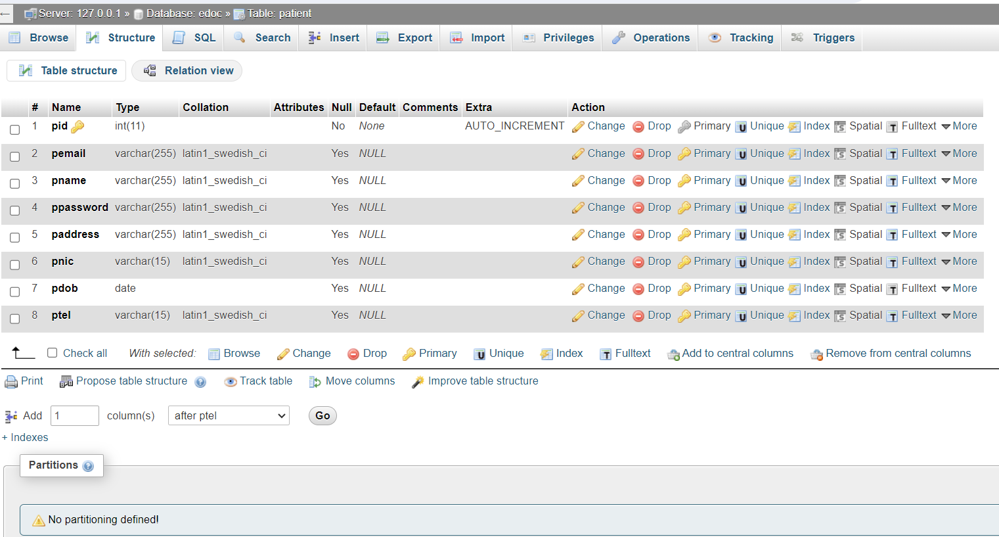 Server: 127.0.0.1 » Database: edoc » Table: patient
Browse Structure SQL Search Insert Export Import Privileges Operations Tracking Triggers
Table structure Relation view
# Name Type Collation Attributes Null Default Comments Extra Action
1 pid int(11) No None AUTO_INCREMENT Change Drop Primary Unique Index Spatial Fulltext More
2 pemail varchar(255) latin1_swedish_ci Yes NULL Change Drop Primary Unique Index Spatial Fulltext More
3 pname varchar(255) latin1_swedish_ci Yes NULL Change Drop Primary Unique Index Spatial Fulltext More
4 ppassword varchar(255) latin1_swedish_ci Yes NULL Change Drop Primary Unique Index Spatial Fulltext More
5 paddress varchar(255) latin1_swedish_ci Yes NULL Change Drop Primary Unique Index Spatial Fulltext More
6 pnic varchar(15) latin1_swedish_ci Yes NULL Change Drop Primary Unique Index Spatial Fulltext More
7 pdob date Yes NULL Change Drop Primary Unique Index Spatial Fulltext More
8 ptel varchar(15) latin1_swedish_ci Yes NULL Change Drop Primary Unique Index Spatial Fulltext More
Check all With selected: Browse Change Drop Primary Unique Index Fulltext Add to central columns Remove from central columns
Print Propose table structure Track table Move columns Improve table structure
Add 1 column(s) after ptel Go
+ Indexes
Partitions
No partitioning defined!